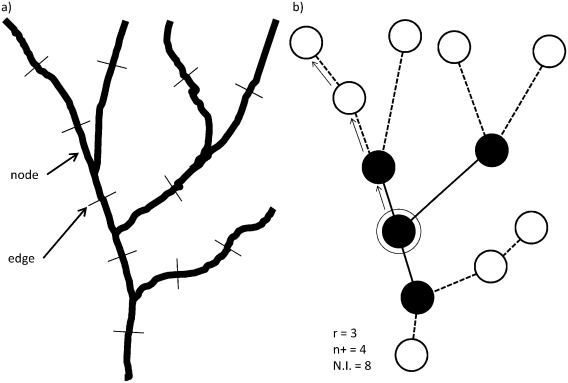 a)
b)
node
edge
r = 3
n+ = 4
N.I. = 8